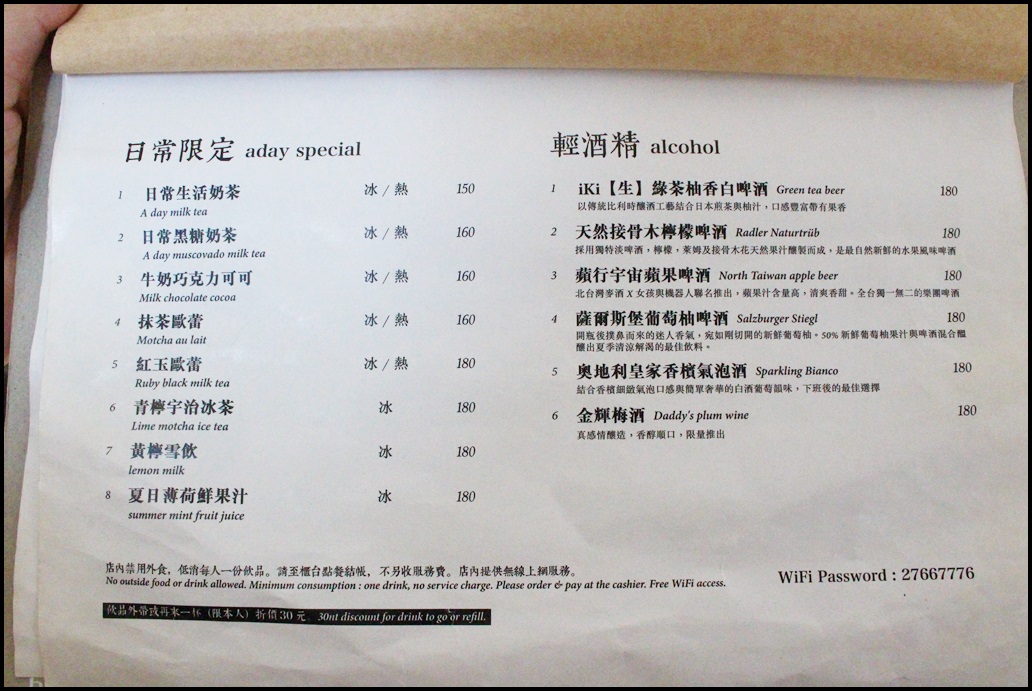 日常限定 aday special
1 日常生活奶茶 冰 / 熱 150
A day milk tea
2 日常黑糖奶茶 冰 / 熱 160
A day muscovado milk tea
3 牛奶巧克力可可 冰 / 熱 160
Milk chocolate cocoa
4 抹茶歐蕾 冰 / 熱 160
Motcha au lait
5 紅玉歐蕾 冰 / 熱 180
Ruby black milk tea
6 青檸宇治冰茶 冰 180
Lime motcha ice tea
7 黃檸雪飲 冰 180
lemon milk
8 夏日薄荷鮮果汁 冰 180
summer mint fruit juice
輕酒精 alcohol
1 iKi【生】綠茶柚香白啤酒 Green tea beer 180
以傳統比利時釀酒工藝結合日本煎茶與柚汁，口感豐富帶有果香
2 天然接骨木檸檬啤酒 Radler Naturtrüb 180
採用獨特淡啤酒，檸檬，萊姆及接骨木花天然果汁釀製而成，是最自然新鮮的水果風味啤酒
3 蘋行宇宙蘋果啤酒 North Taiwan apple beer 180
北台灣麥酒 X 女孩與機器人聯名推出，蘋果汁含量高，清爽香甜。全台獨一無二的樂團啤酒
4 薩爾斯堡葡萄柚啤酒 Salzburger Stiegl 180
開瓶後撲鼻而來的迷人香氣，宛如剛切開的新鮮葡萄柚。50% 新鮮葡萄柚果汁與啤酒混合醞
釀出夏季清涼解渴的最佳飲料。
5 奧地利皇家香檳氣泡酒 Sparkling Bianco 180
結合香檳細緻氣泡口感與簡單奢華的白酒葡萄韻味，下班後的最佳選擇
6 金輝梅酒 Daddy's plum wine 180
真感情釀造，香醇順口，限量推出
店內禁用外食，低消每人一份飲品。請至櫃台點餐結帳，不另收服務費。店內提供無線上網服務。
No outside food or drink allowed. Minimum consumption : one drink, no service charge. Please order & pay at the cashier. Free WiFi access.
WiFi Password : 27667776
飲品外帶或再來一杯（限本人）折價 30 元。 30nt discount for drink to go or refill.